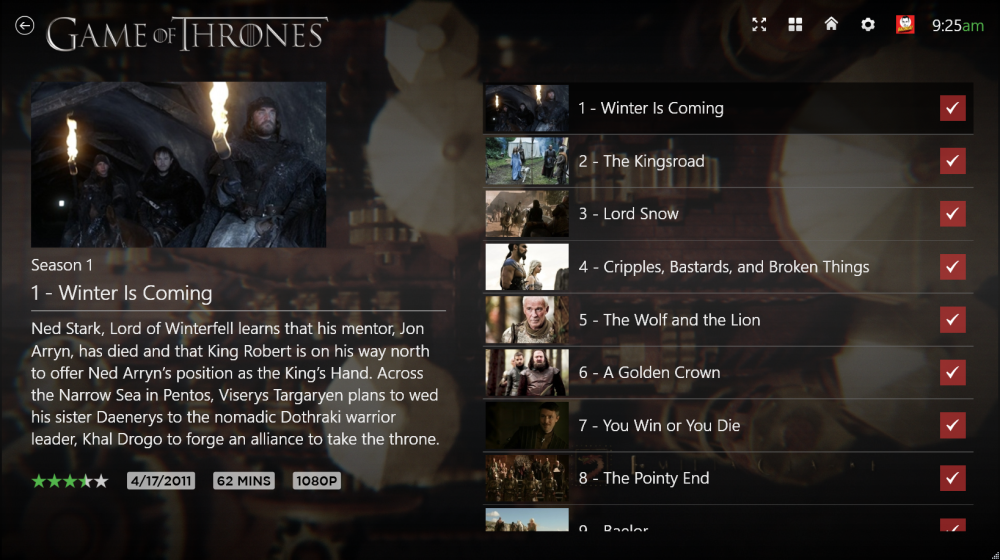 GAME OF THRONES
9:25am
Season 1
1 - Winter Is Coming
Ned Stark, Lord of Winterfell learns that his mentor, Jon
Arryn, has died and that King Robert is on his way north
to offer Ned Arryn's position as the King's Hand. Across
the Narrow Sea in Pentos, Viserys Targaryen plans to wed
his sister Daenerys to the nomadic Dothraki warrior
leader, Khal Drogo to forge an alliance to take the throne.
4/17/2011 62 MINS 1080P
1 - Winter Is Coming
2 - The Kingsroad
3 - Lord Snow
4 - Cripples, Bastards, and Broken Things
5 - The Wolf and the Lion
6 - A Golden Crown
7 - You Win or You Die
8 - The Pointy End
9 - Baelor